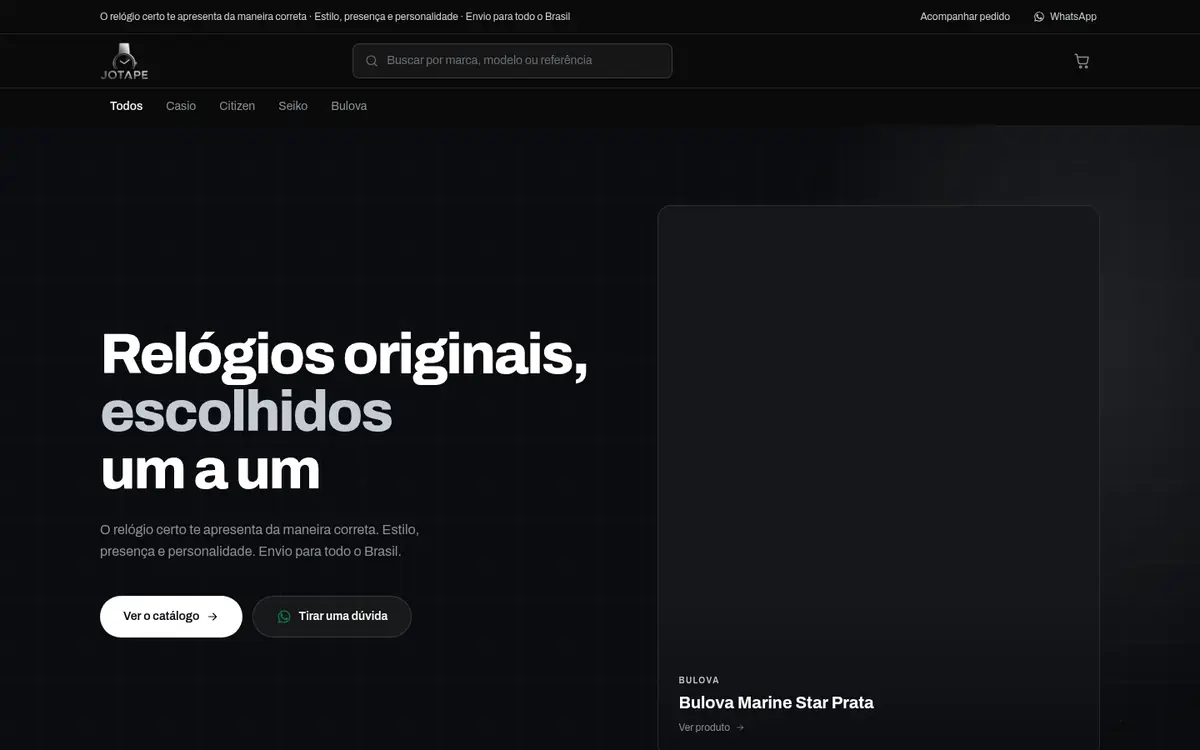 O relógio certo te apresenta da maneira correta · Estilo, presença e personalidade · Envio para todo o Brasil
Acompanhar pedido
WhatsApp
JOTAPE
Buscar por marca, modelo ou referência
Todos
Casio
Citizen
Seiko
Bulova
Relógios originais,
escolhidos
um a um
O relógio certo te apresenta da maneira correta. Estilo,
presença e personalidade. Envio para todo o Brasil.
Ver o catálogo
Tirar uma dúvida
BULOVA
Bulova Marine Star Prata
Ver produto